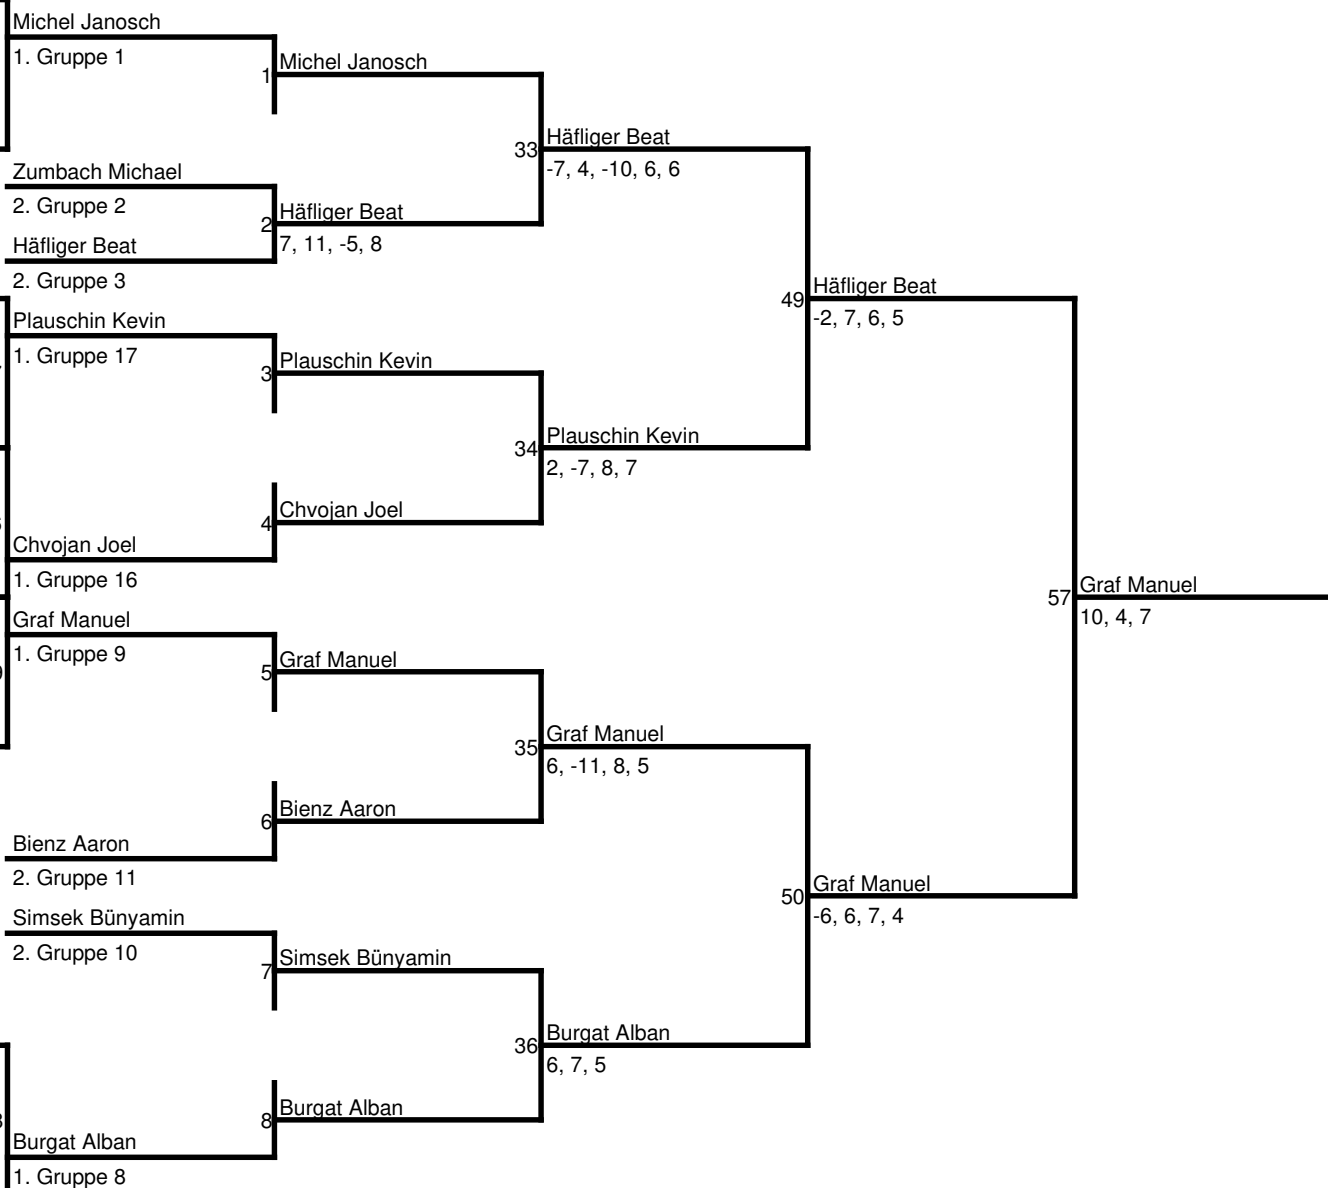 Michel Janosch
1. Gruppe 1
1
Michel Janosch
33
Häfliger Beat
-7, 4, -10, 6, 6
Zumbach Michael
2. Gruppe 2
2
Häfliger Beat
7, 11, -5, 8
Häfliger Beat
2. Gruppe 3
49
Häfliger Beat
-2, 7, 6, 5
Plauschin Kevin
1. Gruppe 17
3
Plauschin Kevin
34
Plauschin Kevin
2, -7, 8, 7
4
Chvojan Joel
Chvojan Joel
1. Gruppe 16
57
Graf Manuel
10, 4, 7
Graf Manuel
1. Gruppe 9
5
Graf Manuel
35
Graf Manuel
6, -11, 8, 5
6
Bienz Aaron
Bienz Aaron
2. Gruppe 11
50
Graf Manuel
-6, 6, 7, 4
Simsek Bünyamin
2. Gruppe 10
7
Simsek Bünyamin
36
Burgat Alban
6, 7, 5
8
Burgat Alban
Burgat Alban
1. Gruppe 8